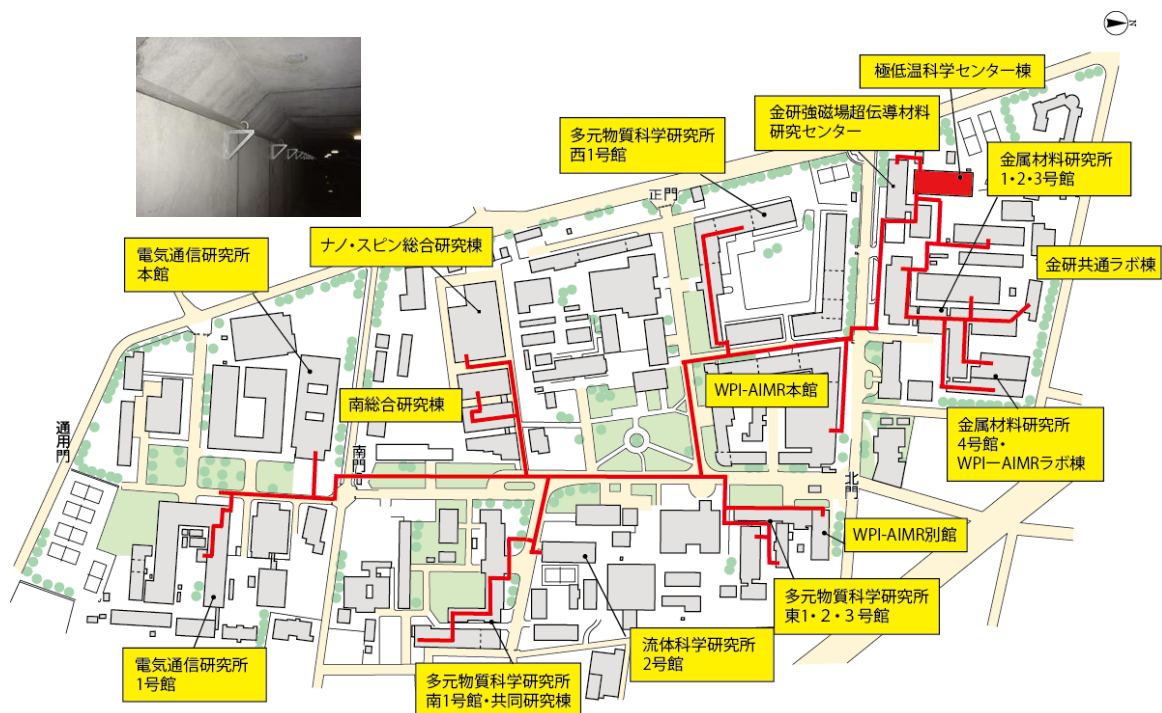 N
極低温科学センター棟
金研強磁場超伝導材料
研究センター
多元物質科学研究所
西1号館
金属材料研究所
1・2・3号館
正門
ナノ・スピン総合研究棟
電気通信研究所
本館
金研共通ラボ棟
WPI-AIMR本館
南総合研究棟
金属材料研究所
4号館・
WPIーAIMRラボ棟
通用門
南門
北門
WPI-AIMR別館
多元物質科学研究所
東1・2・3号館
流体科学研究所
2号館
電気通信研究所
1号館
多元物質科学研究所
南1号館・共同研究棟